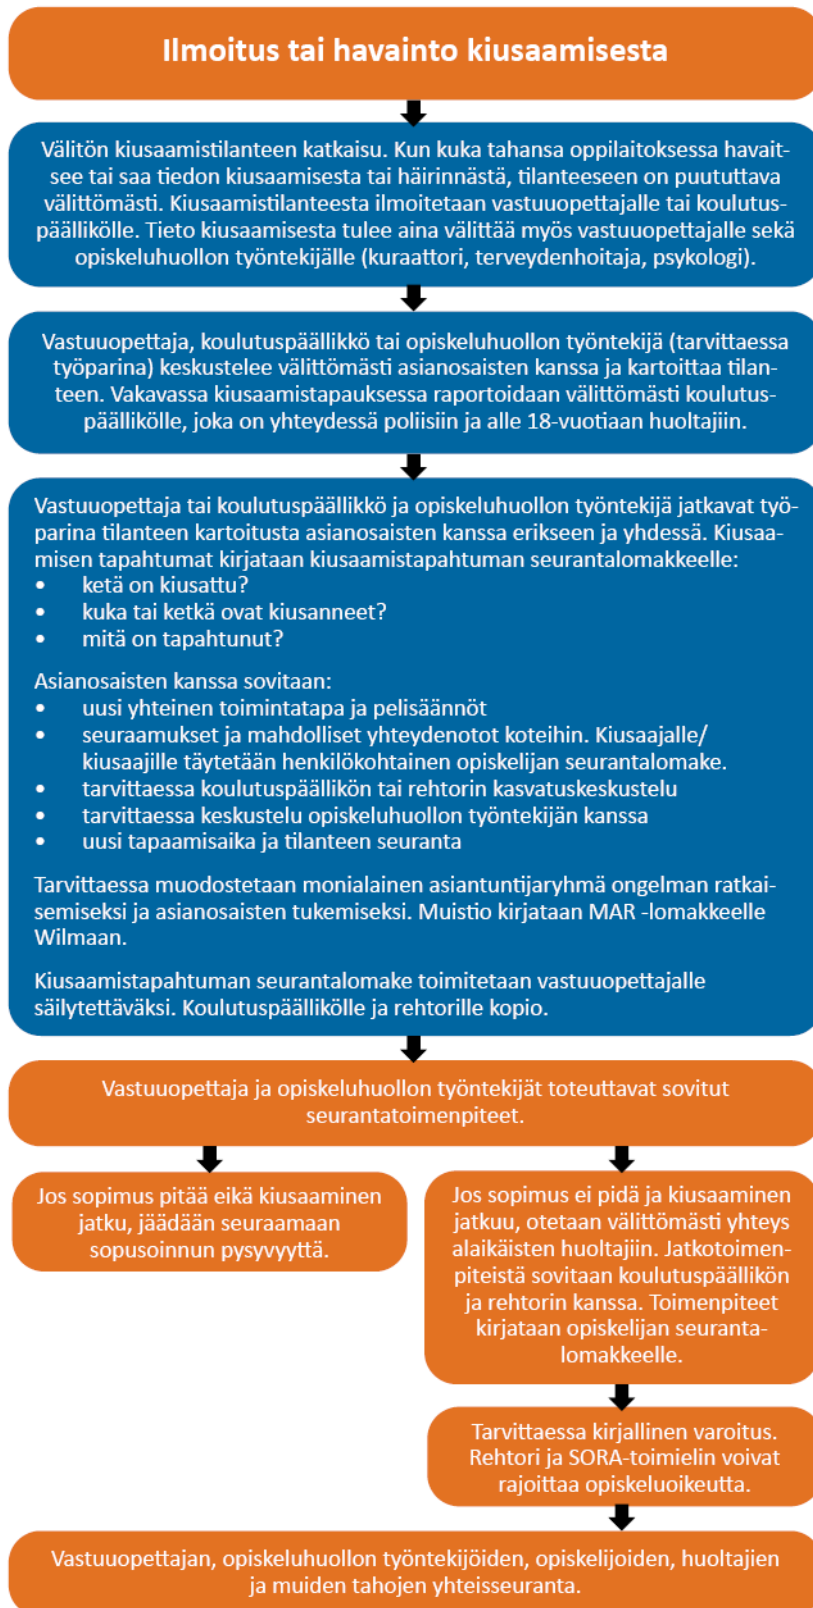 Ilmoitus tai havainto kiusaamisesta
Välitön kiusaamistilanteen katkaisu. Kun kuka tahansa oppilaitoksessa havait-
see tai saa tiedon kiusaamisesta tai häirinnästä, tilanteeseen on puututtava
välittömästi. Kiusaamistilanteesta ilmoitetaan vastuuopettajalle tai koulutus-
päällikölle. Tieto kiusaamisesta tulee aina välittää myös vastuuopettajalle sekä
opiskeluhuollon työntekijälle (kuraattori, terveydenhoitaja, psykologi).
Vastuuopettaja, koulutuspäällikkö tai opiskeluhuollon työntekijä (tarvittaessa
työparina) keskustelee välittömästi asianosaisten kanssa ja kartoittaa tilan-
teen. Vakavassa kiusaamistapauksessa raportoidaan välittömästi koulutus-
päällikölle, joka on yhteydessä poliisiin ja alle 18-vuotiaan huoltajiin.
Vastuuopettaja tai koulutuspäällikkö ja opiskeluhuollon työntekijä jatkavat työ-
parina tilanteen kartoitusta asianosaisten kanssa erikseen ja yhdessä. Kiusaa-
misen tapahtumat kirjataan kiusaamistapahtuman seurantalomakkeelle:
• ketä on kiusattu?
• kuka tai ketkä ovat kiusanneet?
• mitä on tapahtunut?
Asianosaisten kanssa sovitaan:
• uusi yhteinen toimintatapa ja pelisäännöt
• seuraamukset ja mahdolliset yhteydenotot koteihin. Kiusaajalle/
kiusaajille täytetään henkilökohtainen opiskelijan seurantalomake.
• tarvittaessa koulutuspäällikön tai rehtorin kasvatuskeskustelu
• tarvittaessa keskustelu opiskeluhuollon työntekijän kanssa
• uusi tapaamisaika ja tilanteen seuranta
Tarvittaessa muodostetaan monialainen asiantuntijaryhmä ongelman ratkai-
semiseksi ja asianosaisten tukemiseksi. Muistio kirjataan MAR -lomakkeelle
Wilmaan.
Kiusaamistapahtuman seurantalomake toimitetaan vastuuopettajalle
säilytettäväksi. Koulutuspäällikölle ja rehtorille kopio.
Vastuuopettaja ja opiskeluhuollon työntekijät toteuttavat sovitut
seurantatoimenpiteet.
Jos sopimus pitää eikä kiusaaminen
jatku, jäädään seuraamaan
sopusoinnun pysyvyyttä.
Jos sopimus ei pidä ja kiusaaminen
jatkuu, otetaan välittömästi yhteys
alaikäisten huoltajiin. Jatkotoimen-
piteistä sovitaan koulutuspäällikön
ja rehtorin kanssa. Toimenpiteet
kirjataan opiskelijan seuranta-
lomakkeelle.
Tarvittaessa kirjallinen varoitus.
Rehtori ja SORA-toimielin voivat
rajoittaa opiskeluoikeutta.
Vastuuopettajan, opiskeluhuollon työntekijöiden, opiskelijoiden, huoltajien
ja muiden tahojen yhteisseuranta.